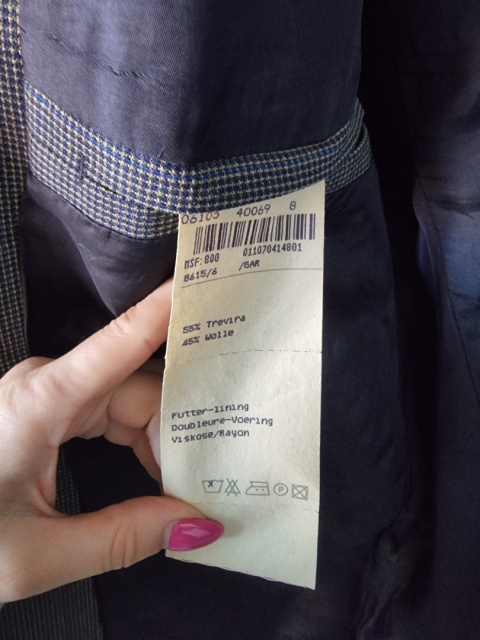 06105 40069 8
MSF:800 011070414801
8615/6 /GAR
55% Trevira
45% Wolle
Futter-lining
Doubleure-Voering
Viskose/Rayon
P